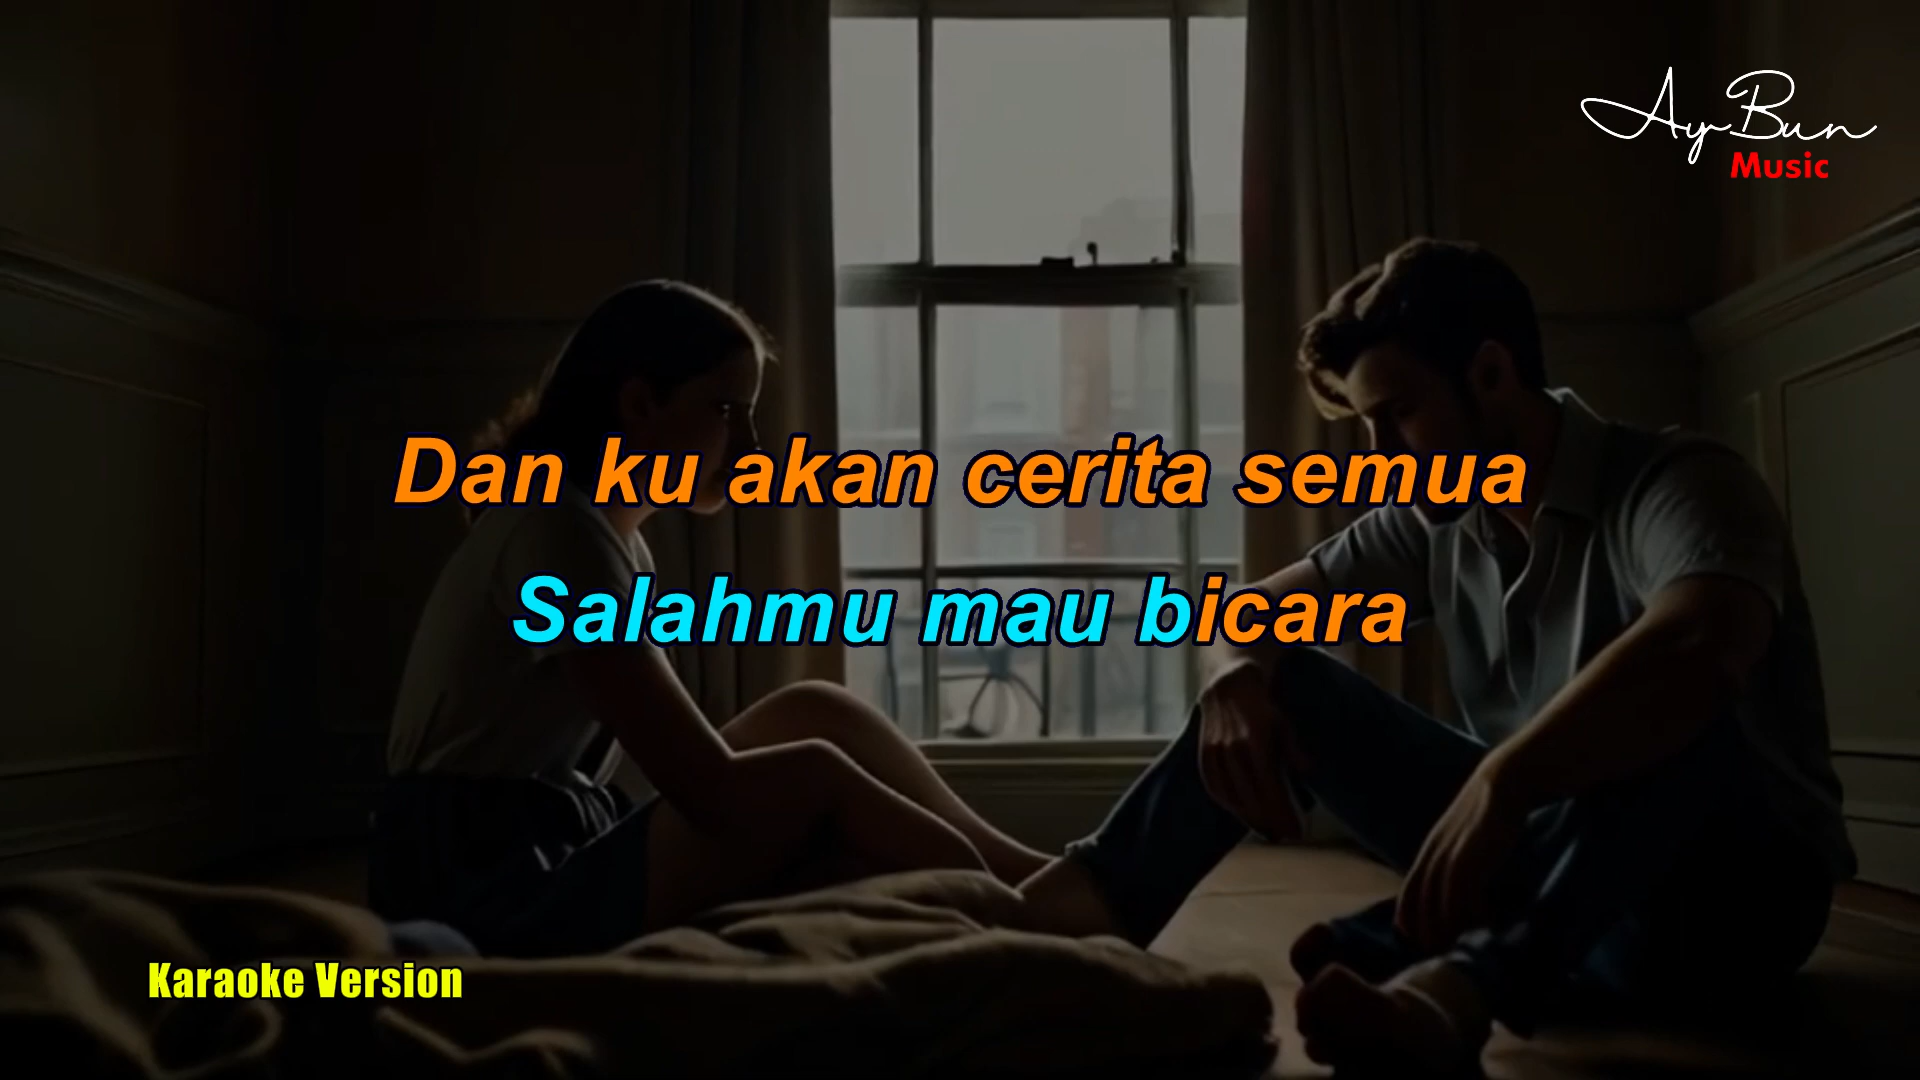 AyBun
Music
Dan ku akan cerita semua
Salahmu mau bicara
Karaoke Version